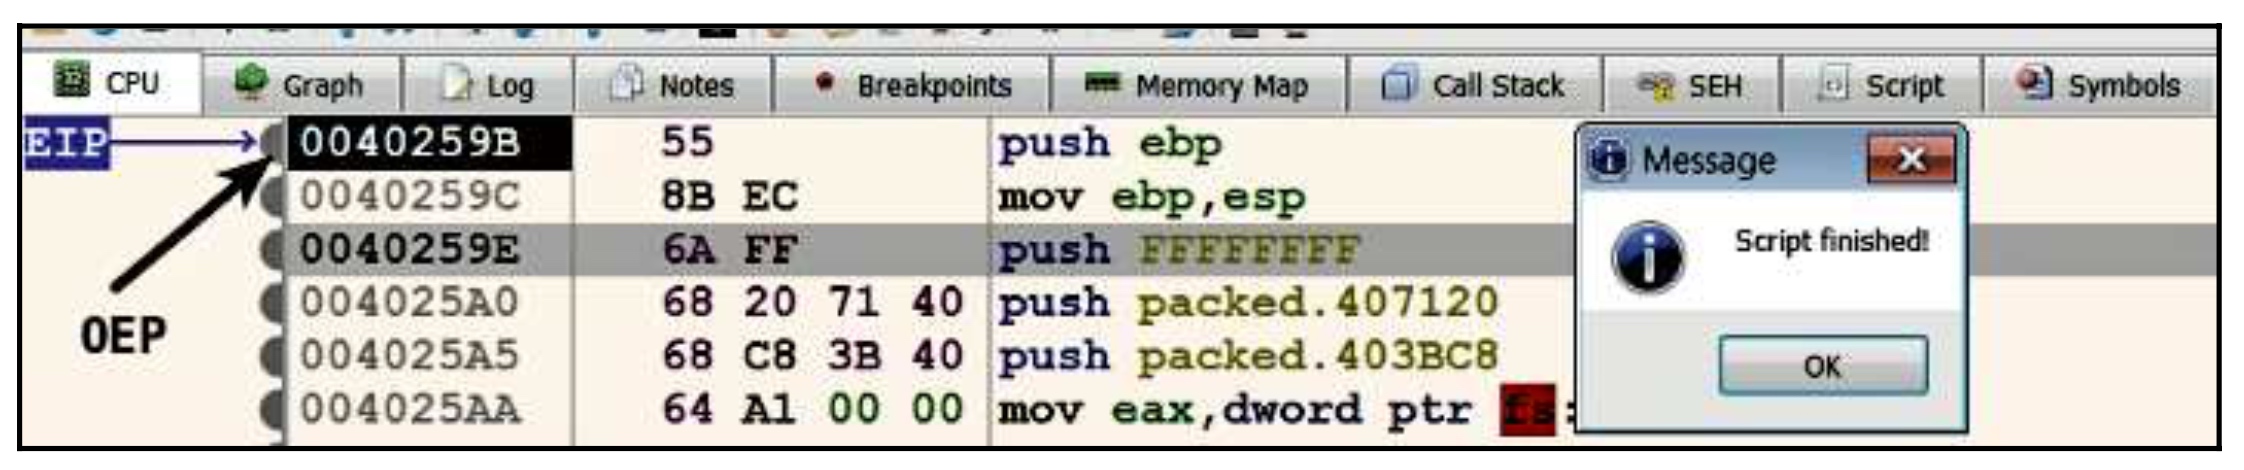 CPU Graph Log Notes Breakpoints Memory Map Call Stack SEH Script Symbols
EIP 0040259B 55 push ebp
0040259C 8B EC mov ebp,esp
0040259E 6A FF push FFFFFFFF
004025A0 68 20 71 40 push packed.407120
004025A5 68 C8 3B 40 push packed.403BC8
004025AA 64 A1 00 00 mov eax,dword ptr fs:
OEP
Message
Script finished!
OK